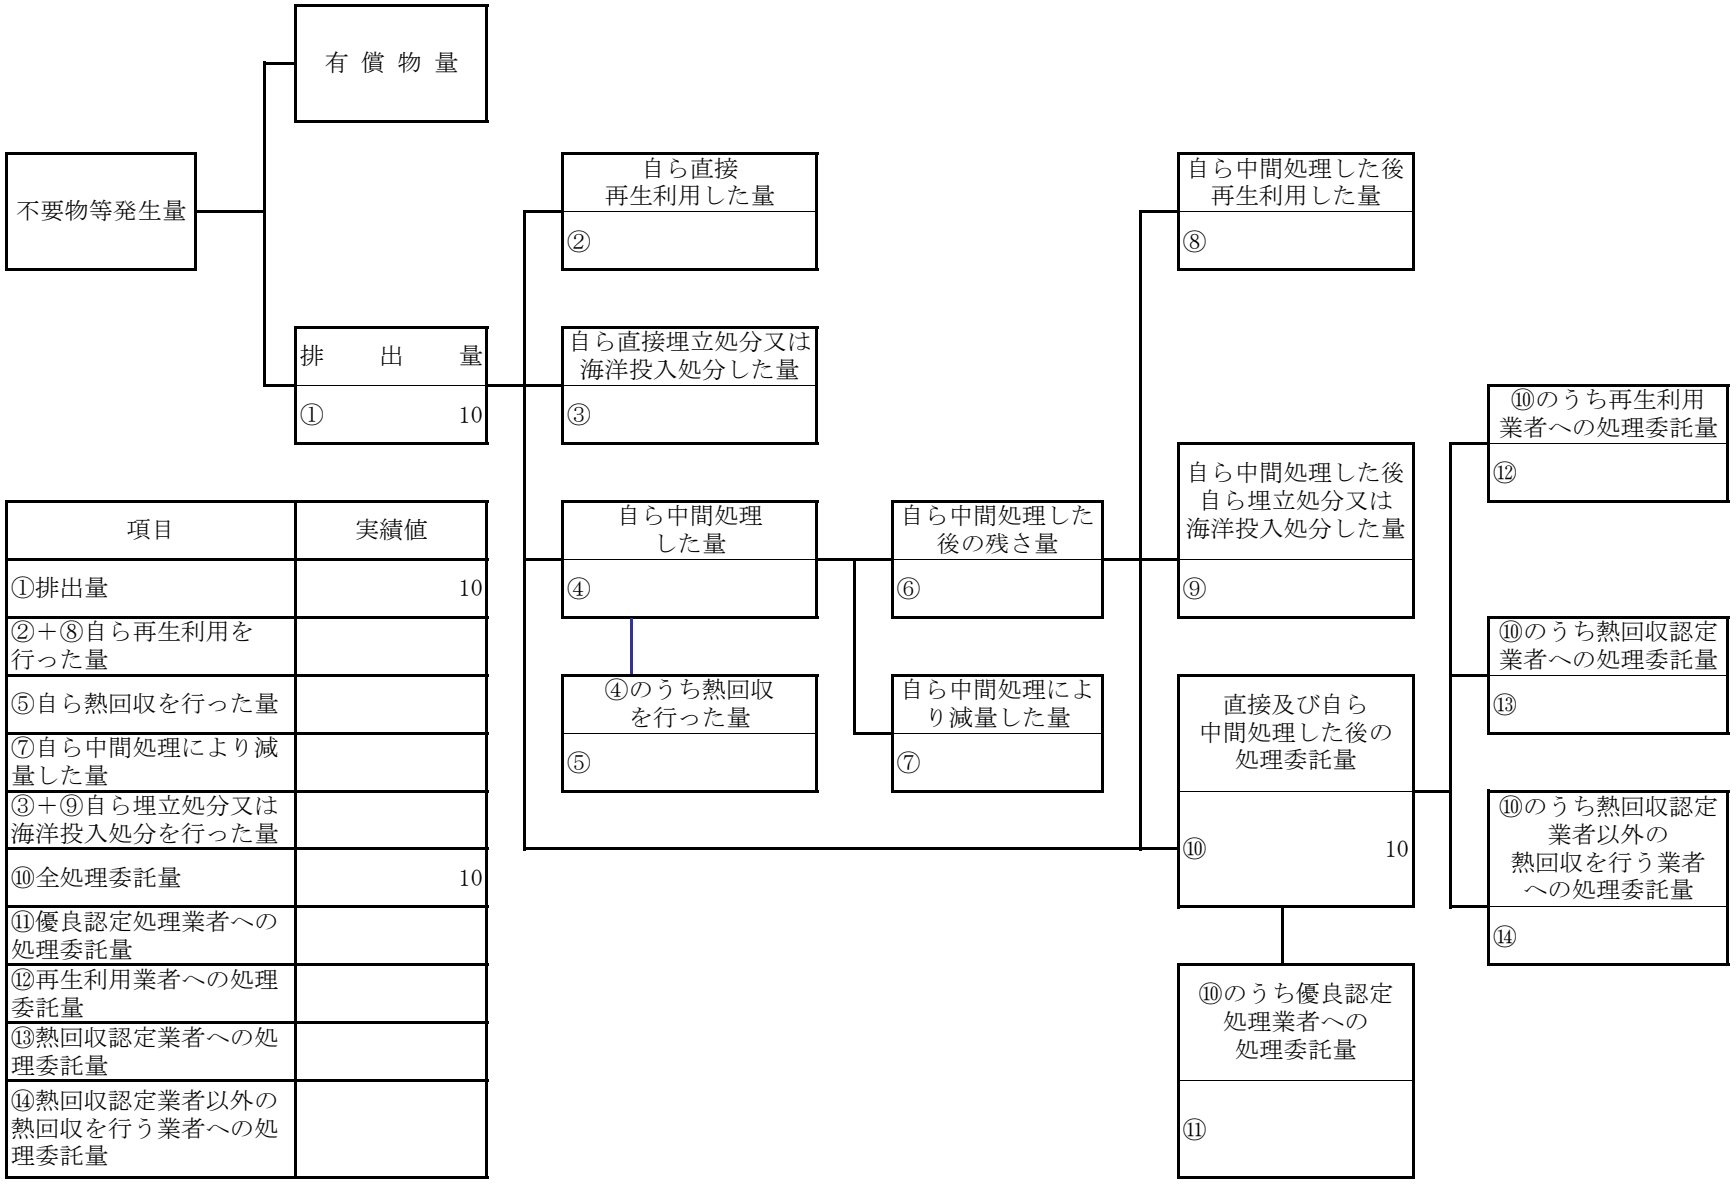 有償物量
不要物等発生量
排出量
① 10
自ら直接
再生利用した量
②
自ら直接埋立処分又は
海洋投入処分した量
③
自ら中間処理
した量
④
④のうち熱回収
を行った量
⑤
自ら中間処理した
後の残さ量
⑥
自ら中間処理によ
り減量した量
⑦
自ら中間処理した後
再生利用した量
⑧
自ら中間処理した後
自ら埋立処分又は
海洋投入処分した量
⑨
直接及び自ら
中間処理した後の
処理委託量
⑩ 10
⑩のうち優良認定
処理業者への
処理委託量
⑪
⑩のうち再生利用
業者への処理委託量
⑫
⑩のうち熱回収認定
業者への処理委託量
⑬
⑩のうち熱回収認定
業者以外の
熱回収を行う業者
への処理委託量
⑭
項目 実績値
①排出量 10
②＋⑧自ら再生利用を
行った量
⑤自ら熱回収を行った量
⑦自ら中間処理により減
量した量
③＋⑨自ら埋立処分又は
海洋投入処分を行った量
⑩全処理委託量 10
⑪優良認定処理業者への
処理委託量
⑫再生利用業者への処理
委託量
⑬熱回収認定業者への処
理委託量
⑭熱回収認定業者以外の
熱回収を行う業者への処
理委託量